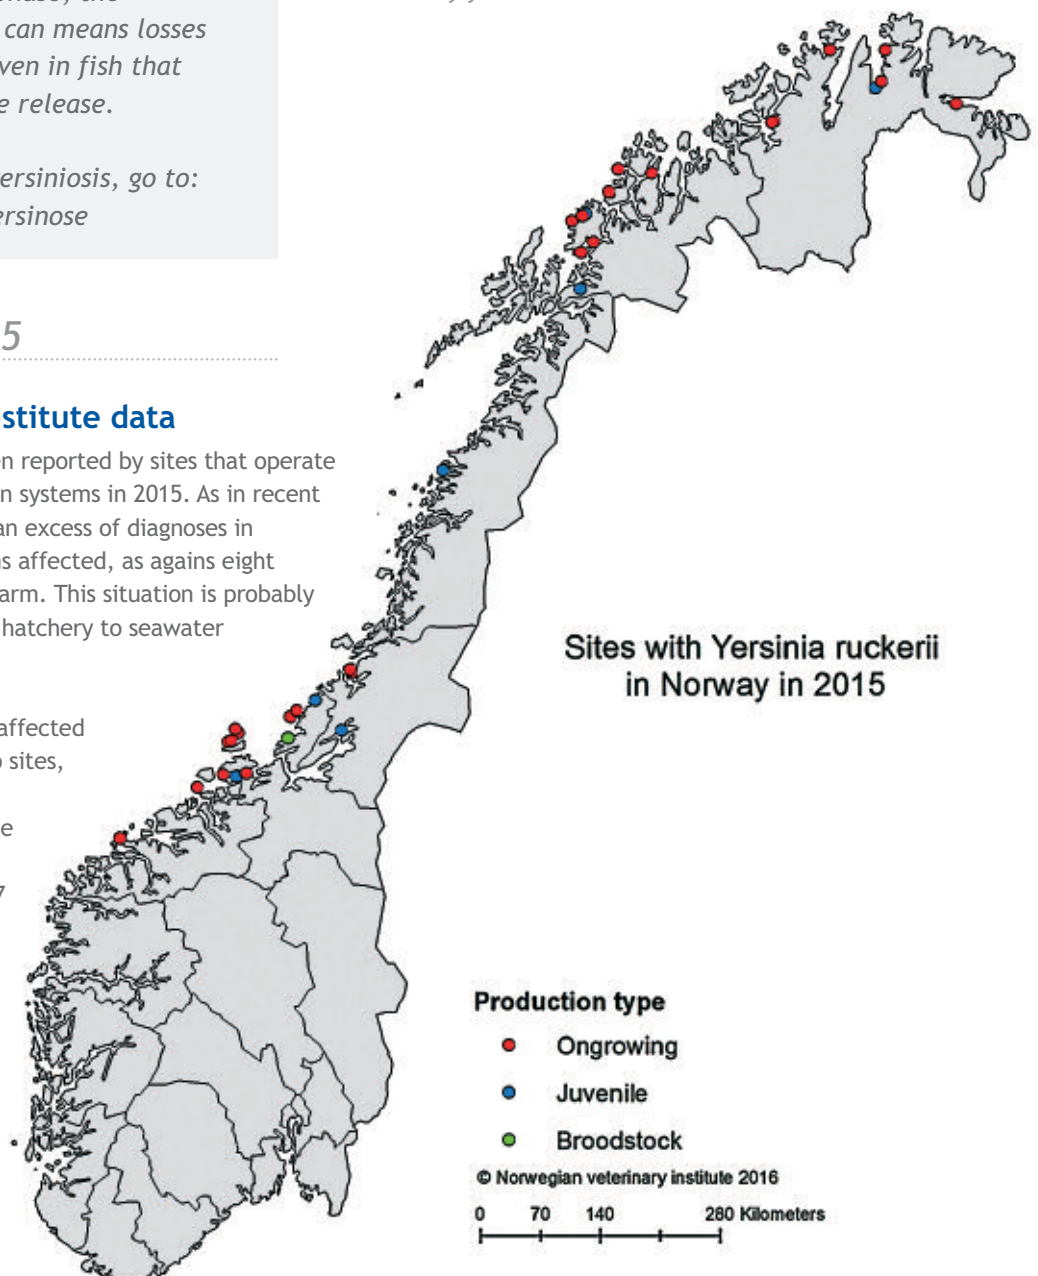 can means losses
ven in fish that
e release.
ersiniosis, go to:
ersinose
5
stitute data
en reported by sites that operate
n systems in 2015. As in recent
an excess of diagnoses in
ns affected, as agains eight
arm. This situation is probably
hatchery to seawater
affected
sites,
e
Sites with Yersinia ruckerii
in Norway in 2015
Production type
Ongrowing
Juvenile
Broodstock
© Norwegian veterinary institute 2016
0 70 140 280 Kilometers